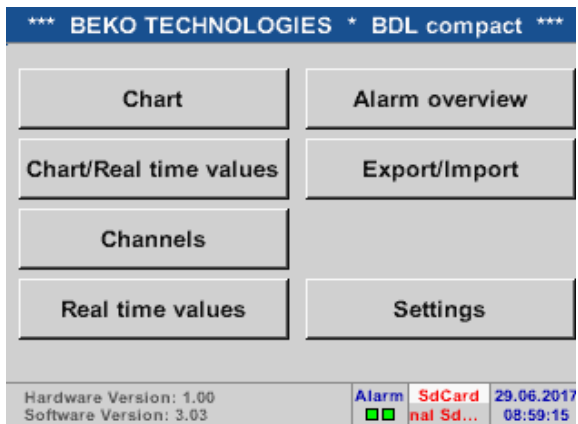 *** BEKO TECHNOLOGIES * BDL compact ***
Chart
Alarm overview
Chart/Real time values
Export/Import
Channels
Real time values
Settings
Hardware Version: 1.00
Software Version: 3.03
Alarm
SdCard
nal Sd...
29.06.2017
08:59:15